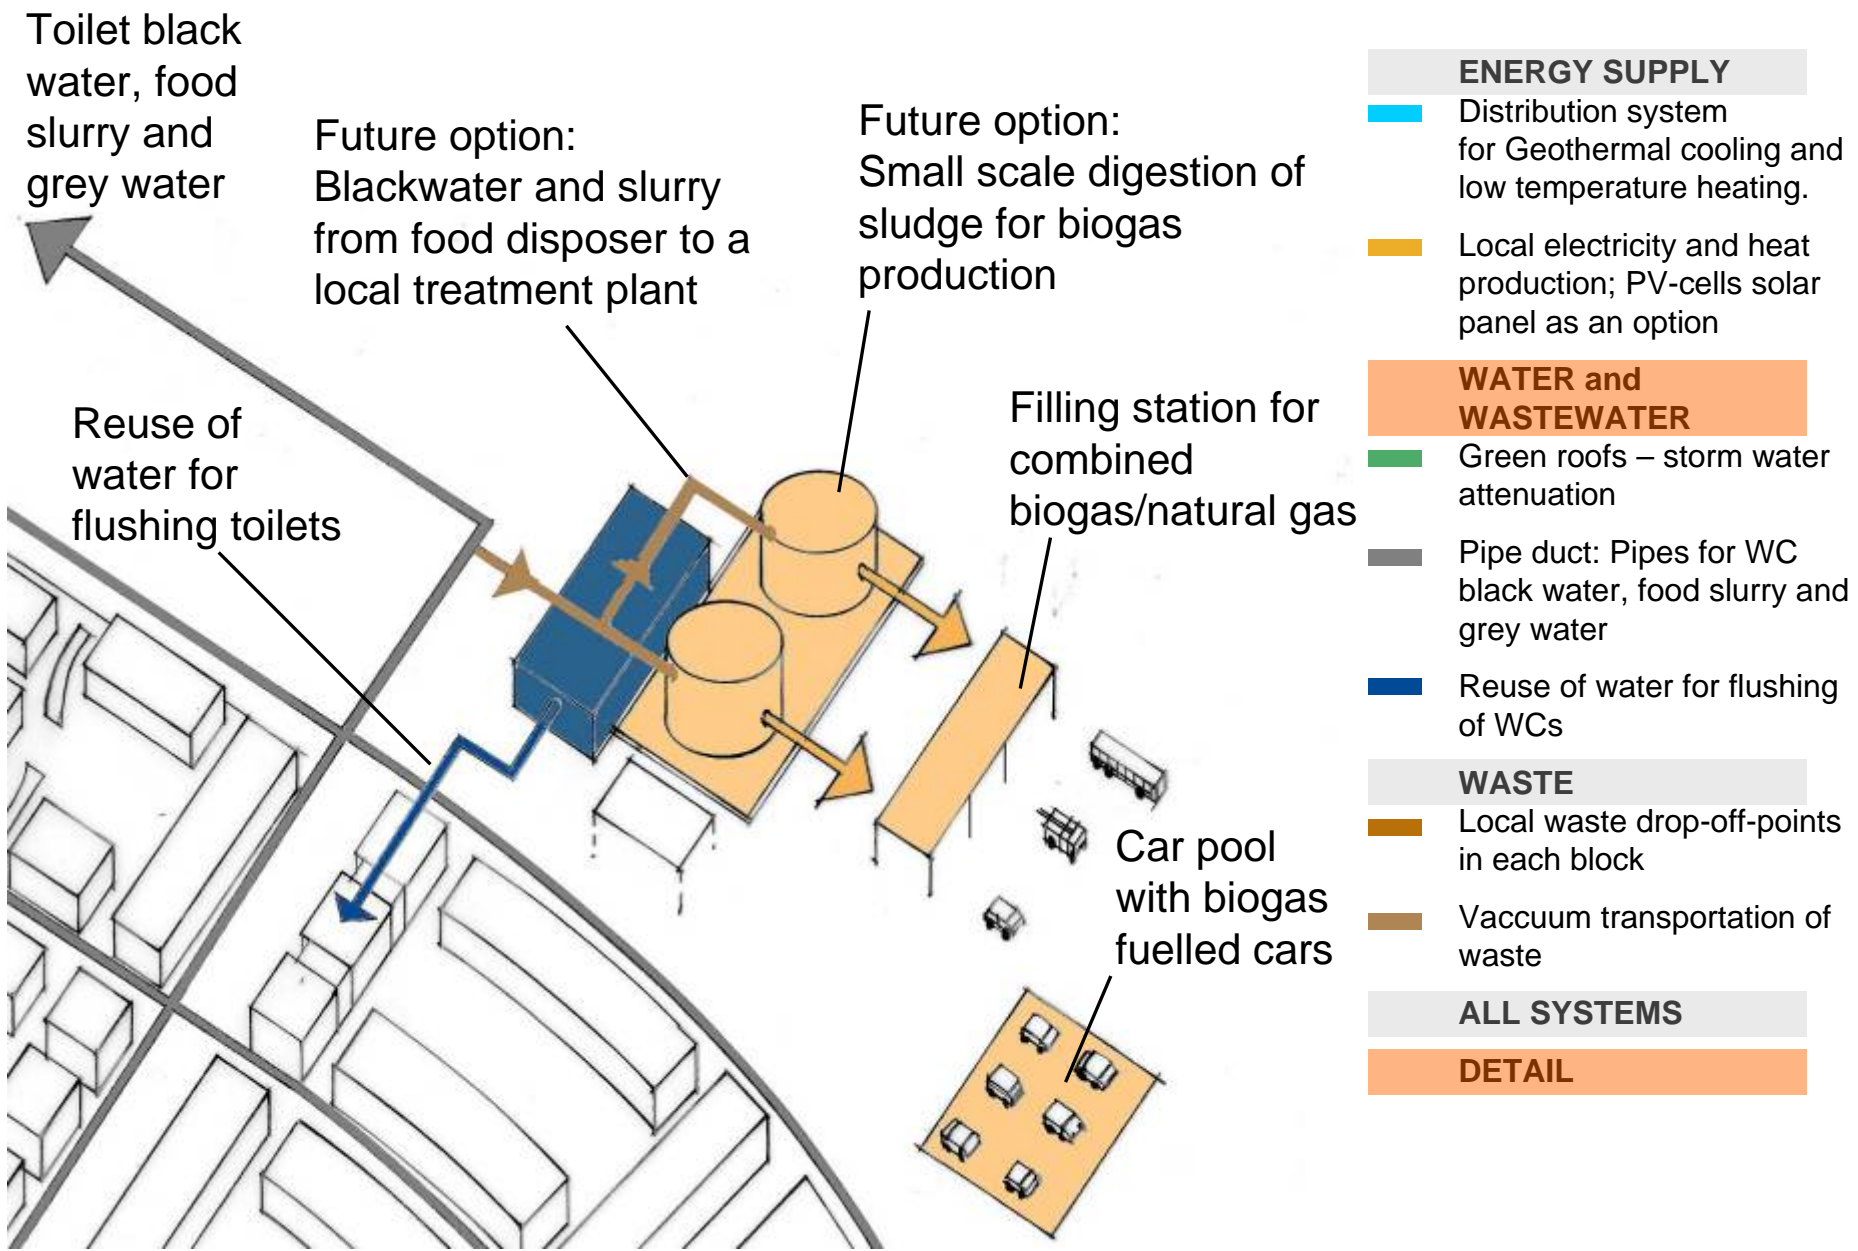 Toilet black
water, food
slurry and
grey water
Future option:
Blackwater and slurry
from food disposer to a
local treatment plant
Future option:
Small scale digestion of
sludge for biogas
production
Reuse of
water for
flushing toilets
Filling station for
combined
biogas/natural gas
Car pool
with biogas
fuelled cars
ENERGY SUPPLY
Distribution system
for Geothermal cooling and
low temperature heating.
Local electricity and heat
production; PV-cells solar
panel as an option
WATER and
WASTEWATER
Green roofs – storm water
attenuation
Pipe duct: Pipes for WC
black water, food slurry and
grey water
Reuse of water for flushing
of WCs
WASTE
Local waste drop-off-points
in each block
Vaccuum transportation of
waste
ALL SYSTEMS
DETAIL